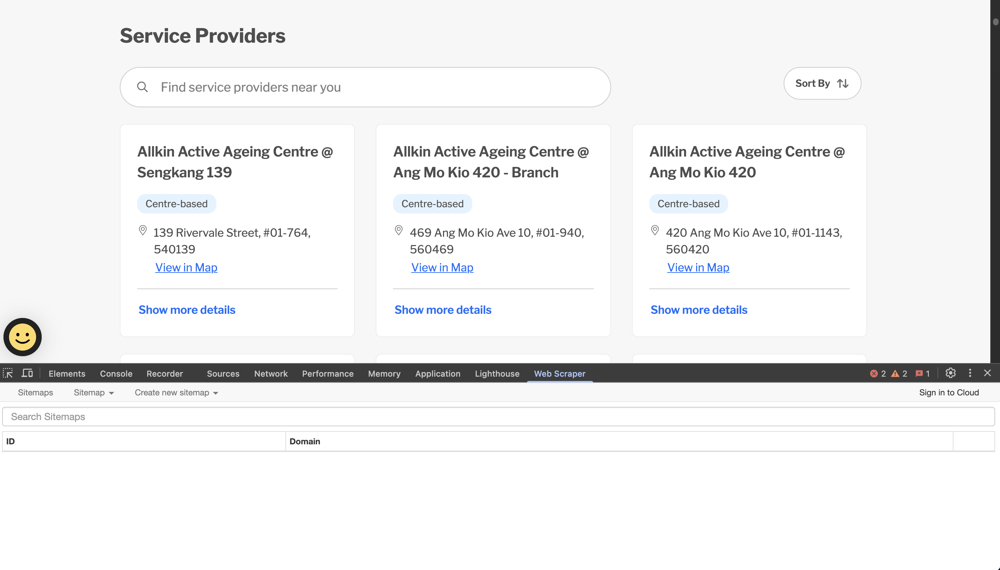 Service Providers
Find service providers near you
Sort By
Allkin Active Ageing Centre @
Sengkang 139
Centre-based
139 Rivervale Street, #01-764,
540139
View in Map
Show more details
Allkin Active Ageing Centre @
Ang Mo Kio 420 - Branch
Centre-based
469 Ang Mo Kio Ave 10, #01-940,
560469
View in Map
Show more details
Allkin Active Ageing Centre @
Ang Mo Kio 420
Centre-based
420 Ang Mo Kio Ave 10, #01-1143,
560420
View in Map
Show more details
Elements Console Recorder Sources Network Performance Memory Application Lighthouse Web Scraper 2 2 1
Sitemaps Sitemap Create new sitemap Sign in to Cloud
Search Sitemaps
ID Domain